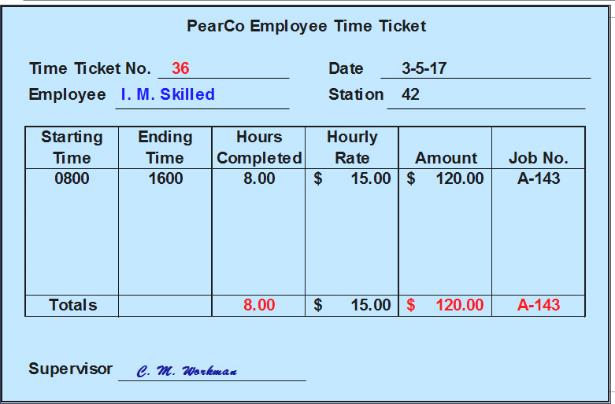 PearCo Employee Time Ticket
Time Ticket No. 36 Date 3-5-17
Employee I. M. Skilled Station 42
Starting Ending Hours Hourly
Time Time Completed Rate Amount Job No.
0800 1600 8.00 $ 15.00 $ 120.00 A-143
Totals 8.00 $ 15.00 $ 120.00 A-143
Supervisor C. M. Workman